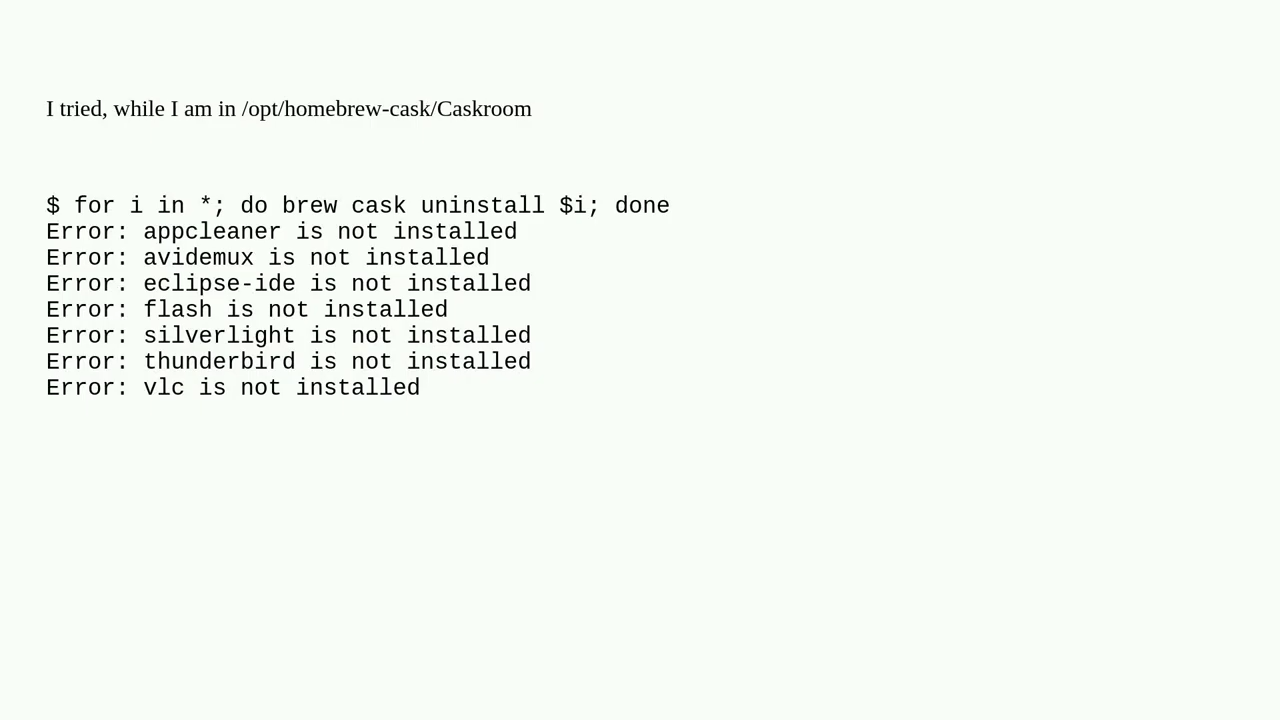 I tried, while I am in /opt/homebrew-cask/Caskroom
$ for i in *; do brew cask uninstall $i; done
Error: appcleaner is not installed
Error: avidemux is not installed
Error: eclipse-ide is not installed
Error: flash is not installed
Error: silverlight is not installed
Error: thunderbird is not installed
Error: vlc is not installed